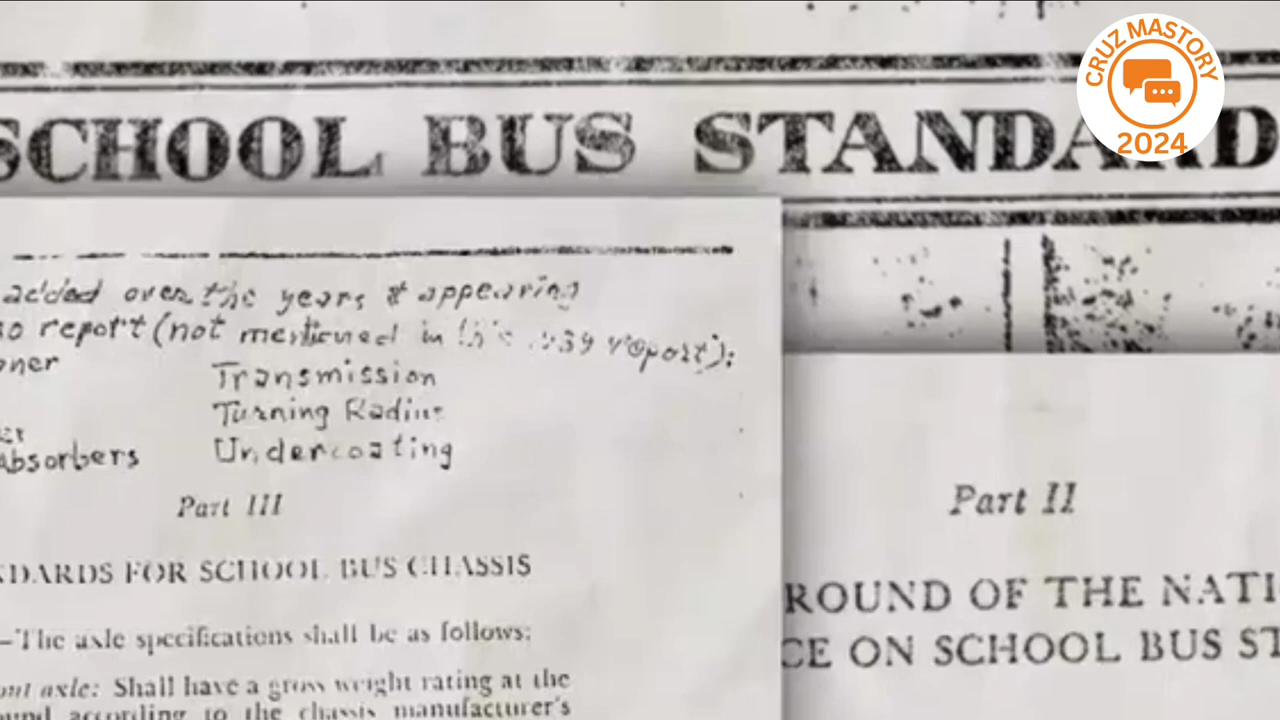 CRUZ MASTORY
2024
SCHOOL BUS STANDARD
added over the years & appearing
so report (not mentioned in this 1939 report):
Transmission
Turning Radius
Absorbers Undercoating
Part III
DARDS FOR SCHOOL BUS CHASSIS
—The axle specifications shall be as follows:
axle: Shall have a gross weight rating at the
according to the chassis manufacturer's
Part II
ROUND OF THE NATI
CE ON SCHOOL BUS ST